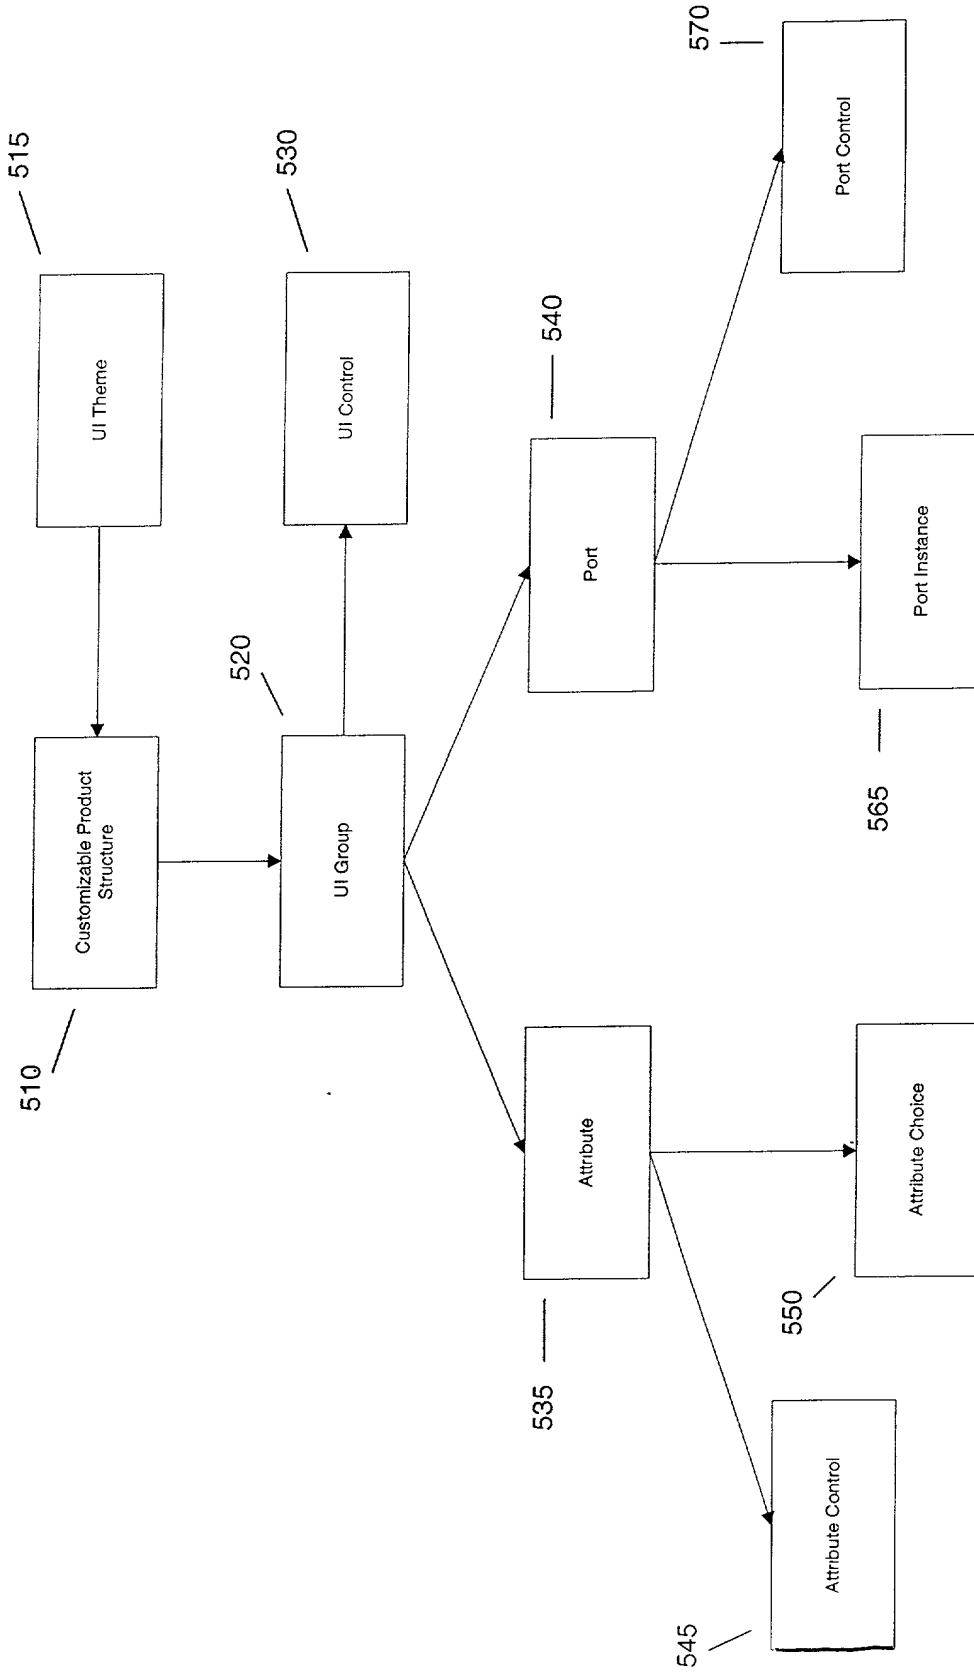 510
Customizable Product
Structure
UI Theme
515
520
UI Group
UI Control
530
535
Attribute
Port
540
545
Attribute Control
550
Attribute Choice
565
Port Instance
Port Control
570